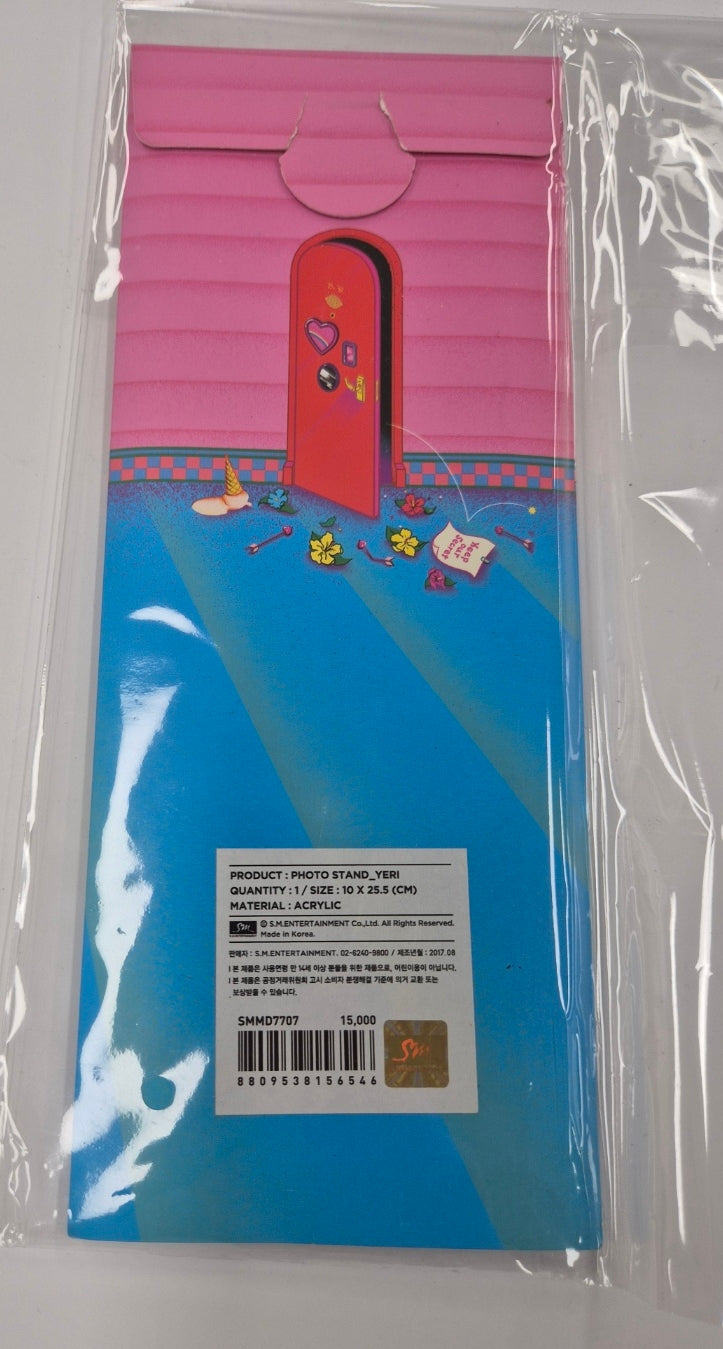 Keep
our
Secret
PRODUCT : PHOTO STAND_YERI
QUANTITY : 1 / SIZE : 10 X 25.5 (CM)
MATERIAL : ACRYLIC
SM
© S.M.ENTERTAINMENT Co.,Ltd. All Rights Reserved.
Made in Korea.
판매자 : S.M.ENTERTAINMENT. 02-6240-9800 / 제조년월 : 2017. 08
본 제품은 사용연령 만 14세 이상 분들을 위한 제품으로, 어린이용이 아닙니다.
본 제품은 공정거래위원회 고시 소비자 분쟁해결 기준에 의거 교환 또는
보상받을 수 있습니다.
SMMD7707 15,000
8809538156546
SM